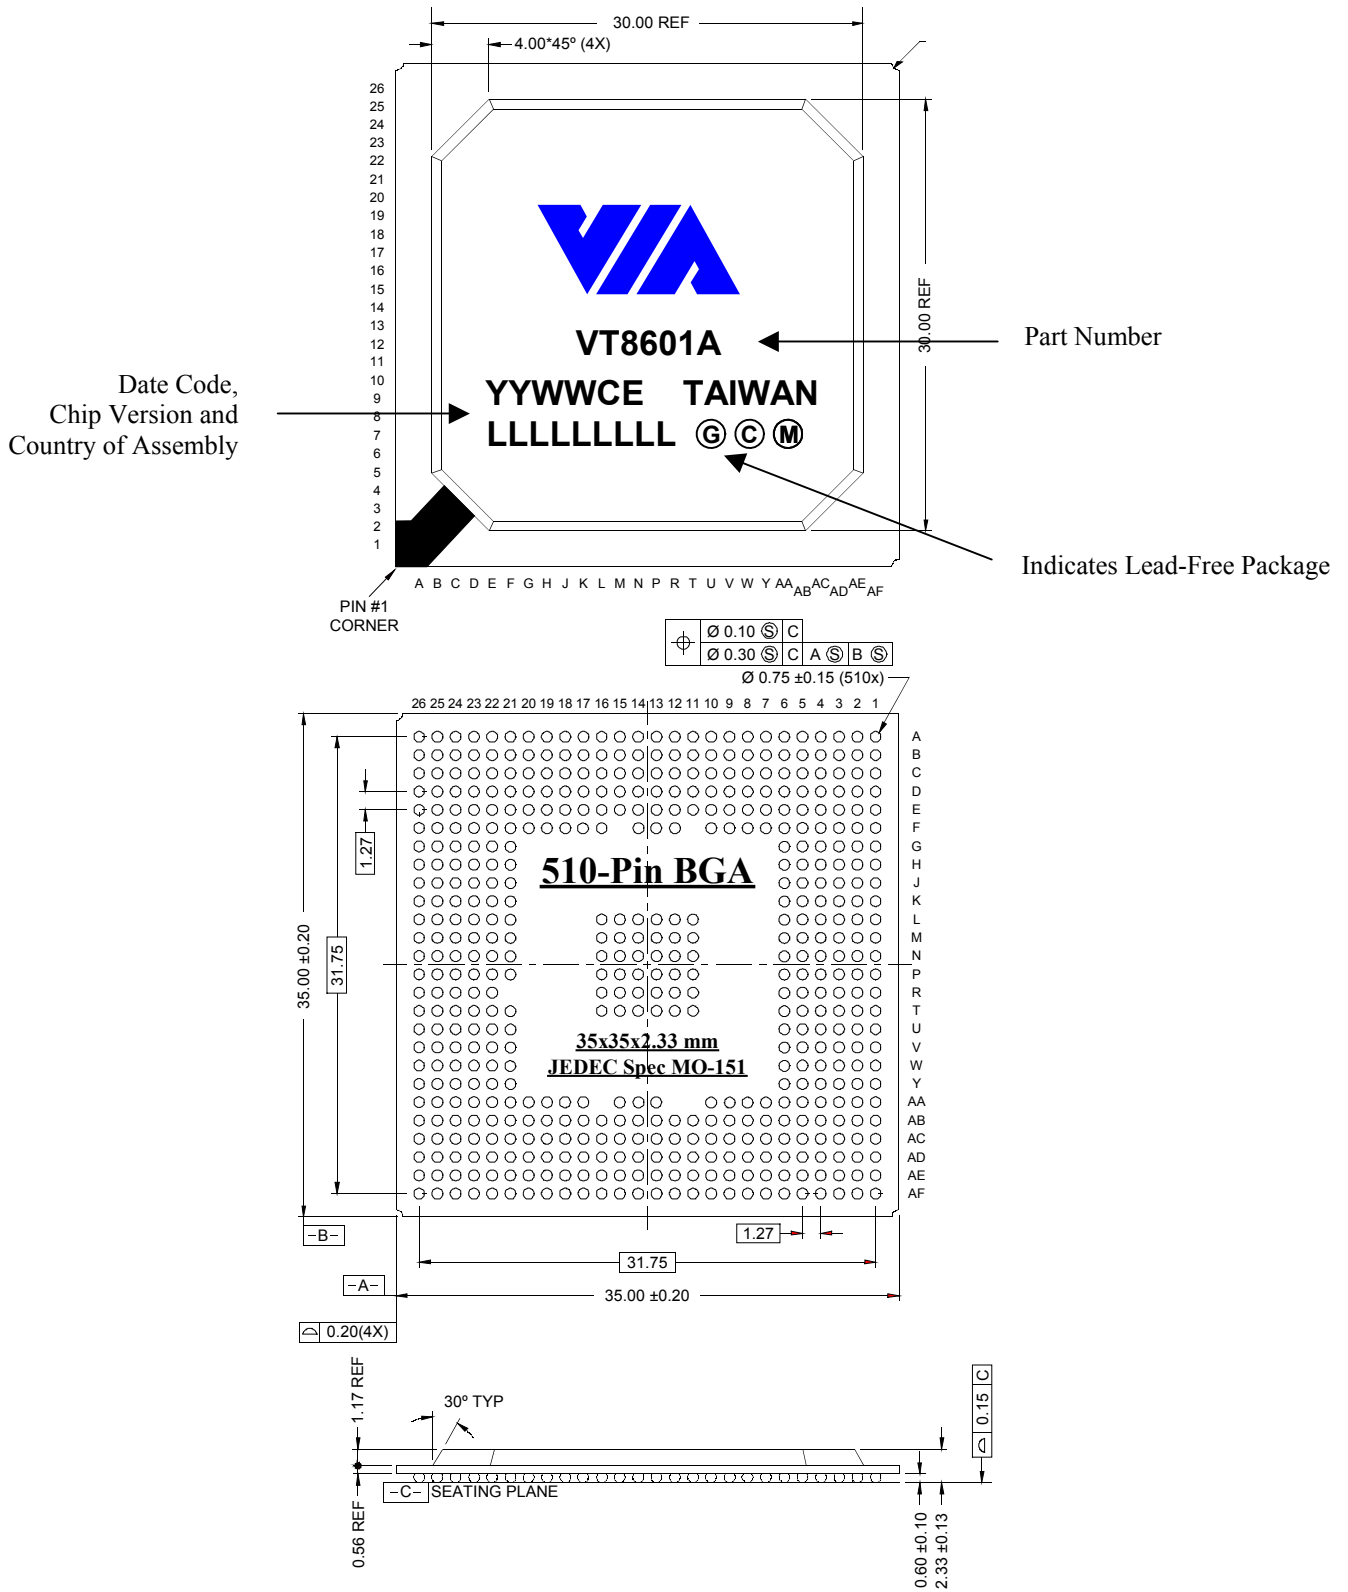 30.00 REF
4.00*45º (4X)
26
25
24
23
22
21
20
19
18
17
16
15
14
13
12
11
10
9
8
7
6
5
4
3
2
1
VIA
30.00 REF
VT8601A
Part Number
YYWWCE TAIWAN
LLLLLLLLL G C M
Date Code,
Chip Version and
Country of Assembly
Indicates Lead-Free Package
A B C D E F G H J K L M N P R T U V W Y AA AB AC AD AE AF
PIN #1
CORNER
Ø 0.10 Ⓢ C
Ø 0.30 Ⓢ C A Ⓢ B Ⓢ
Ø 0.75 ±0.15 (510x)
26 25 24 23 22 21 20 19 18 17 16 15 14 13 12 11 10 9 8 7 6 5 4 3 2 1
A
B
C
D
E
F
G
H
J
K
L
M
N
P
R
T
U
V
W
Y
AA
AB
AC
AD
AE
AF
1.27
510-Pin BGA
35.00 ±0.20
31.75
35x35x2.33 mm
JEDEC Spec MO-151
-B-
1.27
31.75
-A-
35.00 ±0.20
0.20(4X)
1.17 REF
30º TYP
0.15 C
-C- SEATING PLANE
0.56 REF
0.60 ±0.10
2.33 ±0.13